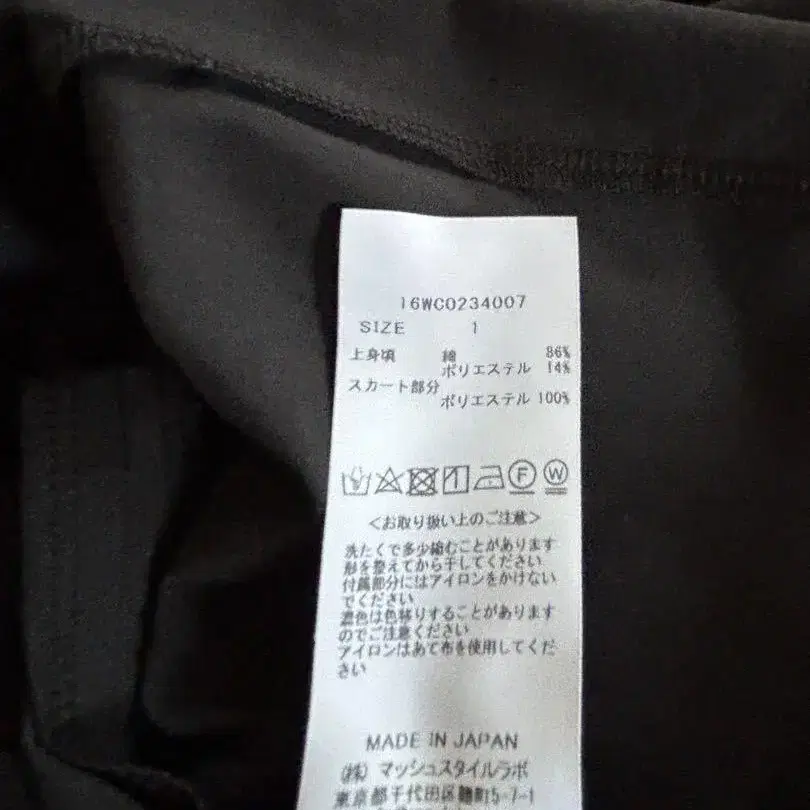 16WCO234007
SIZE 1
上身頃 綿 86%
ポリエステル 14%
スカート部分
ポリエステル 100%
F W
<お取り扱い上のご注意>
洗たくで多少縮むことがあります
形を整えてから干してください
付属部分にはアイロンをかけない
でください
濃色は色移りすることがあります
のでご注意ください
アイロンはあて布を使用してくだ
さい
MADE IN JAPAN
(株) マッシュスタイルラボ
東京都千代田区麹町5-7-1